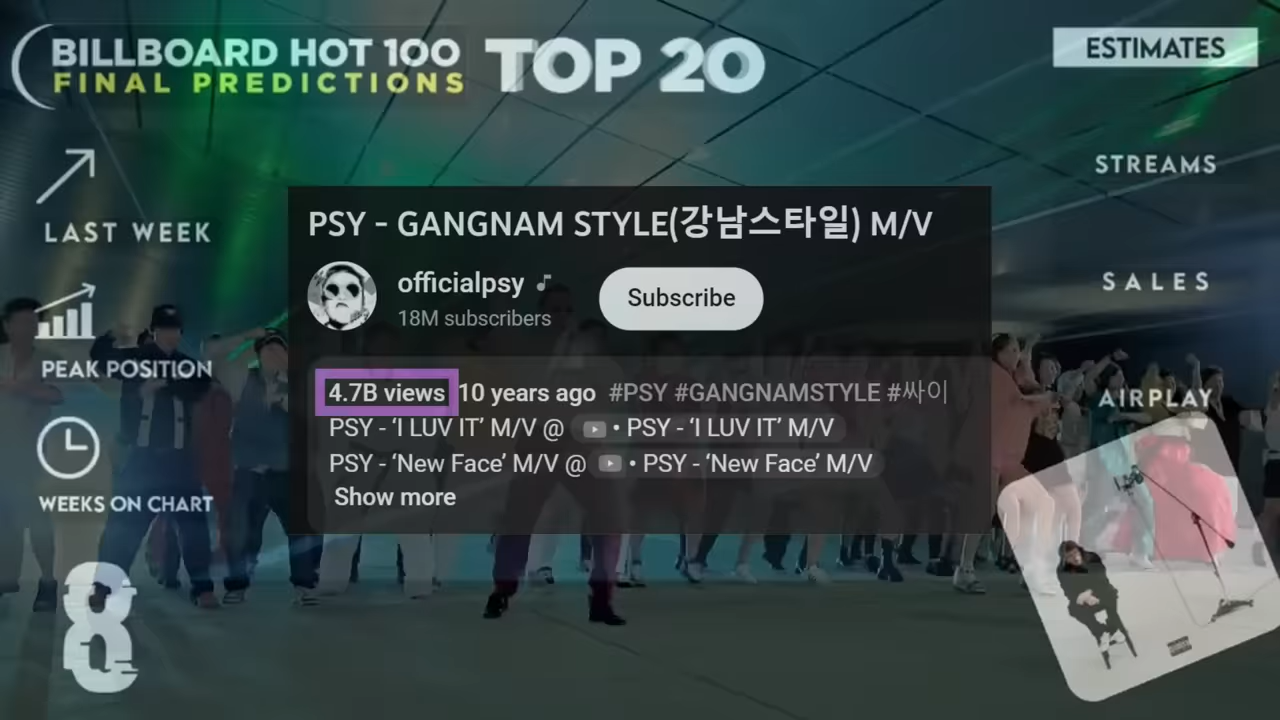 BILLBOARD HOT 100
FINAL PREDICTIONS
TOP 20
ESTIMATES
LAST WEEK
PEAK POSITION
WEEKS ON CHART
8
STREAMS
SALES
AIRPLAY
PSY - GANGNAM STYLE(강남스타일) M/V
officialpsy
18M subscribers
Subscribe
4.7B views 10 years ago #PSY #GANGNAMSTYLE #싸이
PSY - ‘I LUV IT’ M/V @ • PSY - ‘I LUV IT’ M/V
PSY - ‘New Face’ M/V @ • PSY - ‘New Face’ M/V
Show more